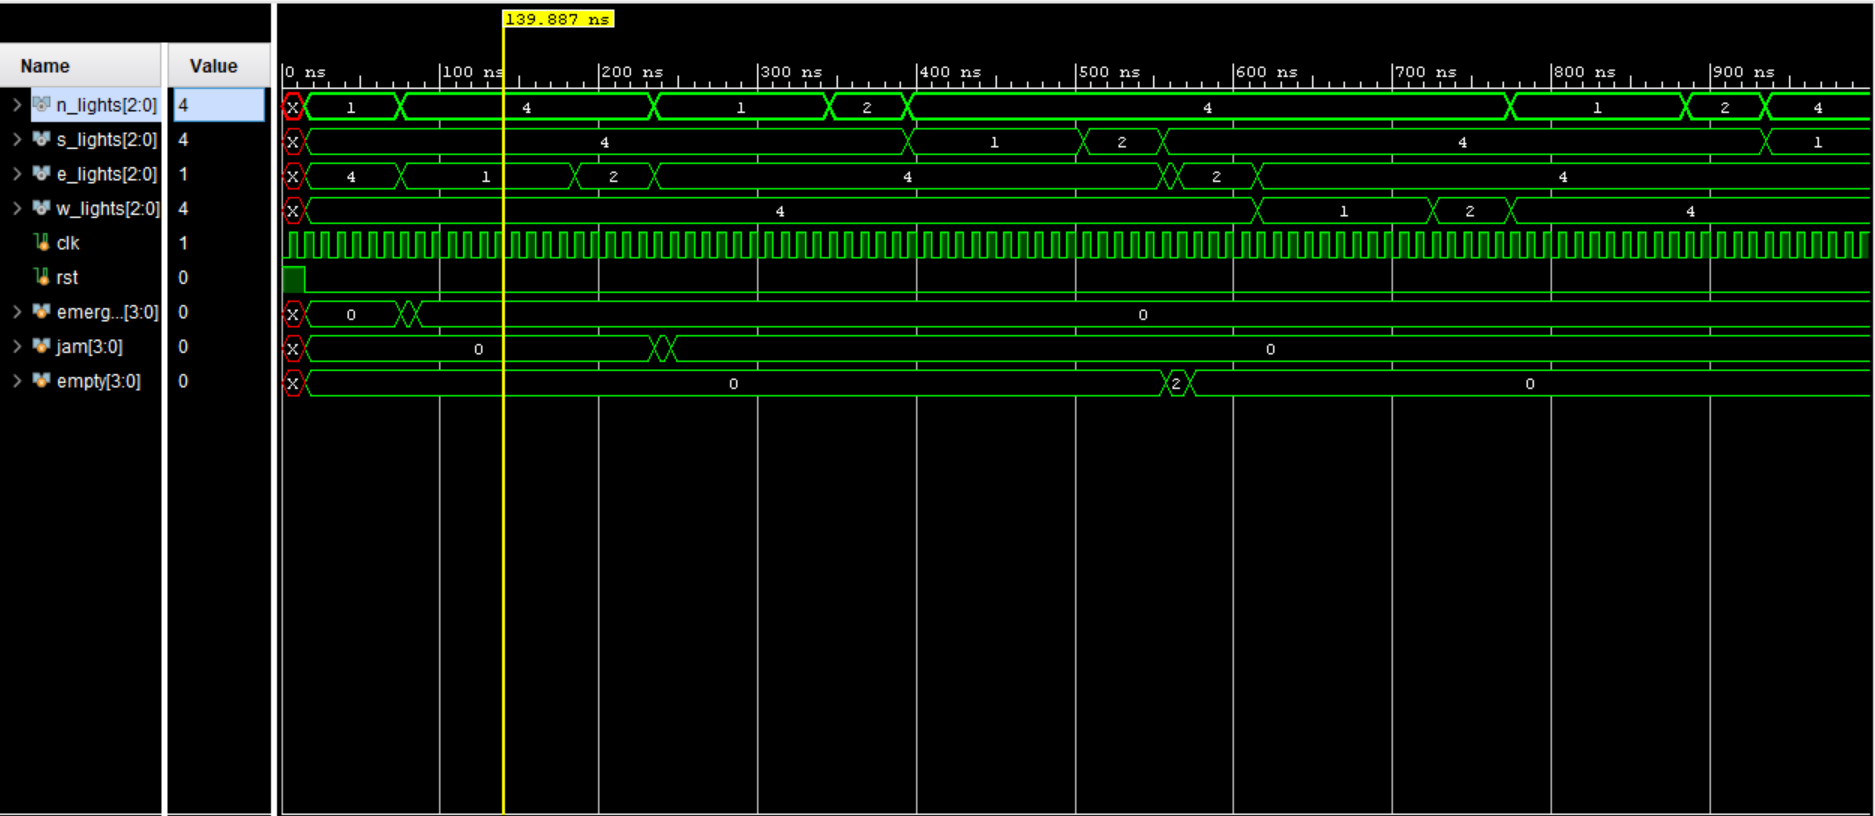 139.887 ns
Name Value
0 ns 100 ns 200 ns 300 ns 400 ns 500 ns 600 ns 700 ns 800 ns 900 ns
n_lights[2:0] 4 X 1 4 1 2 4 1 2 4
s_lights[2:0] 4 X 4 1 2 4 1
e_lights[2:0] 1 X 4 1 2 4 2 4
w_lights[2:0] 4 X 4 1 2 4
clk 1
rst 0
emerg...[3:0] 0 X 0 0
jam[3:0] 0 X 0 0
empty[3:0] 0 X 0 2 0